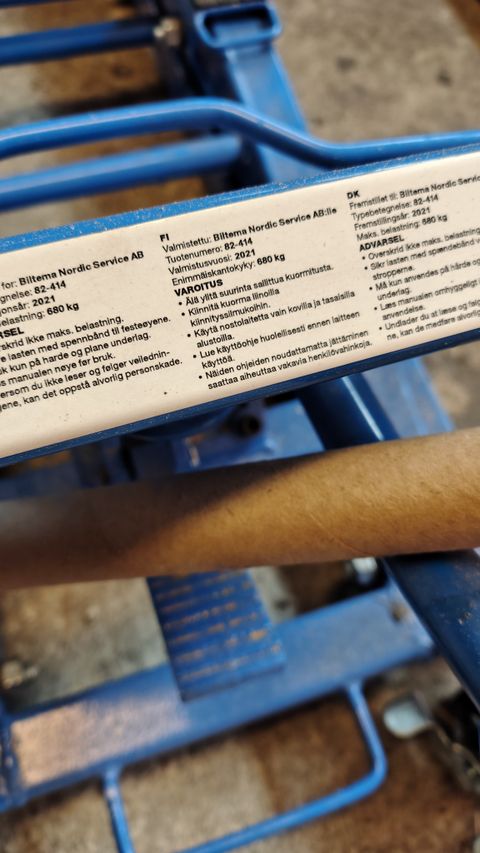 for: Biltema Nordic Service AB
gnelse: 82-414
onsår: 2021
elastning: 680 kg
RSEL
rskrid ikke maks. belastning.
re lasten med spennbånd til festeøyene.
ik kun på harde og plane underlag.
s manualen nøye før bruk.
ersom du ikke leser og følger veilednin-
gene, kan det oppstå alvorlig personskade.
FI
Valmistettu: Biltema Nordic Service AB:lle
Tuotenumero: 82-414
Valmistusvuosi: 2021
Enimmäiskantokyky: 680 kg
VAROITUS
• Älä ylitä suurinta sallittua kuormitusta.
• Kiinnitä kuorma liinoilla
kiinnityssilmukoihin.
• Käytä nostolaitetta vain kovilla ja tasaisilla
alustoilla.
• Lue käyttöohje huolellisesti ennen laitteen
käyttöä.
• Näiden ohjeiden noudattamatta jättäminen
saattaa aiheuttaa vakavia henkilövahinkoja.
DK
Fremstillet til: Biltema Nordic Service
Typebetegnelse: 82-414
Fremstillingsår: 2021
Maks. belastning: 680 kg
ADVARSEL
• Overskrid ikke maks. belastning.
• Sikr lasten med spændebånd v
stropperne.
• Må kun anvendes på hårde og
underlag.
• Læs manualen omhyggeligt
• Undlader du at læse og føl
ne, kan de medføre alvorlig